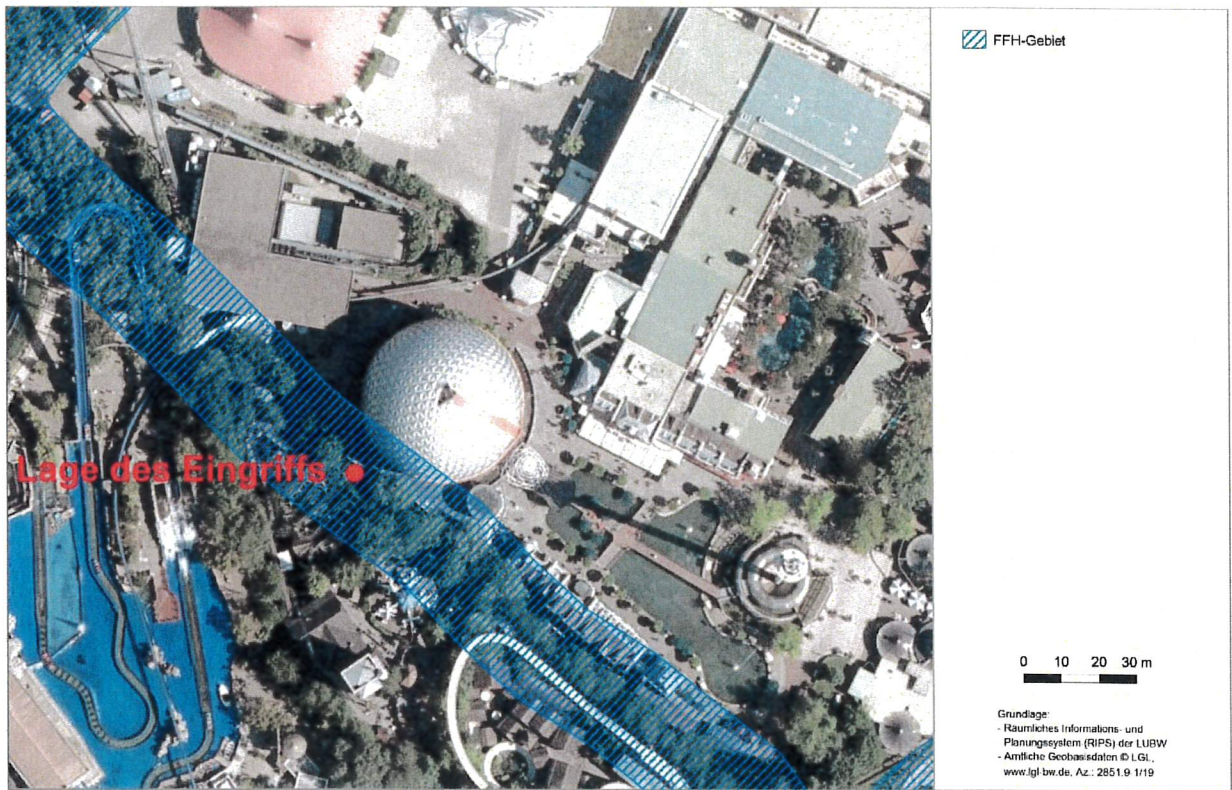 FFH-Gebiet
Lage des Eingriffs
0 10 20 30 m
Grundlage:
- Räumliches Informations- und
Planungssystem (RIPS) der LUBW
- Amtliche Geobasisdaten © LGL,
www.lgl-bw.de, Az.: 2851.9 1/19